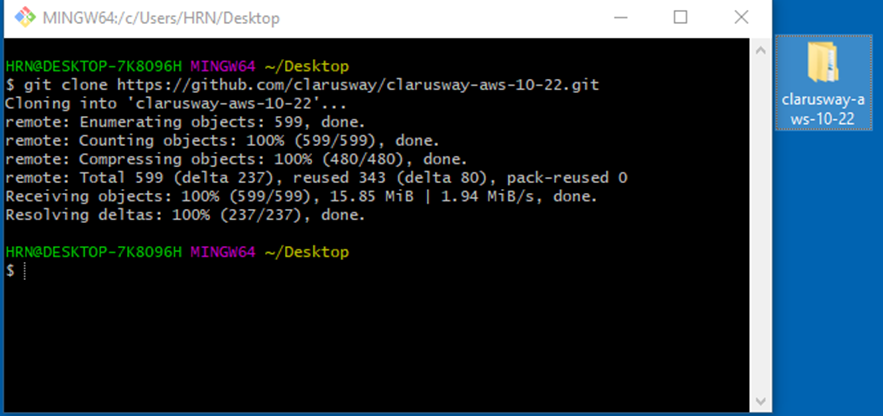 MINGW64:/c/Users/HRN/Desktop
HRN@DESKTOP-7K8O96H MINGW64 ~/Desktop
$ git clone https://github.com/clarusway/clarusway-aws-10-22.git
Cloning into 'clarusway-aws-10-22'...
remote: Enumerating objects: 599, done.
remote: Counting objects: 100% (599/599), done.
remote: Compressing objects: 100% (480/480), done.
remote: Total 599 (delta 237), reused 343 (delta 80), pack-reused 0
Receiving objects: 100% (599/599), 15.85 MiB | 1.94 MiB/s, done.
Resolving deltas: 100% (237/237), done.
HRN@DESKTOP-7K8O96H MINGW64 ~/Desktop
$
clarusway-a
ws-10-22